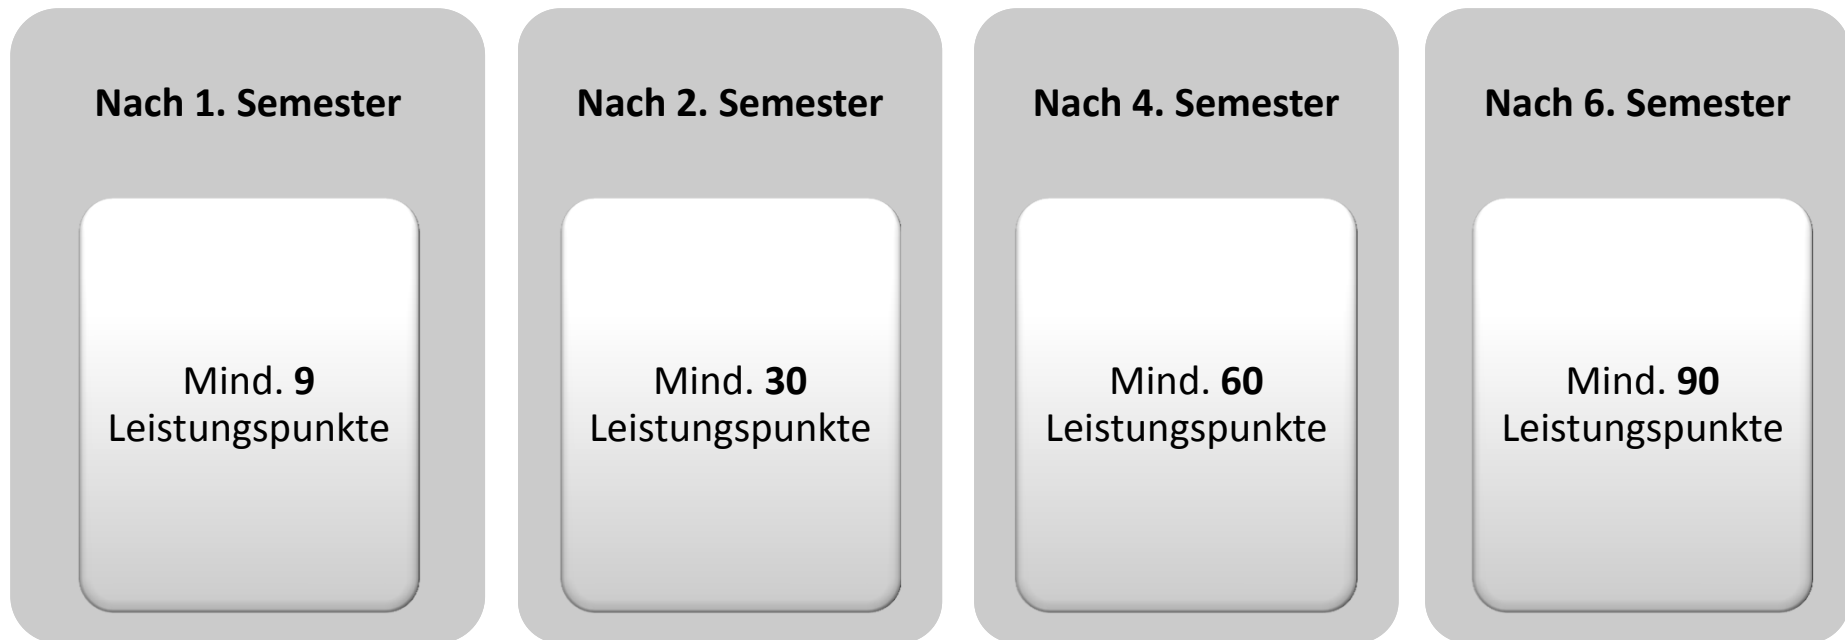 Nach 1. Semester
Mind. 9
Leistungspunkte
Nach 2. Semester
Mind. 30
Leistungspunkte
Nach 4. Semester
Mind. 60
Leistungspunkte
Nach 6. Semester
Mind. 90
Leistungspunkte